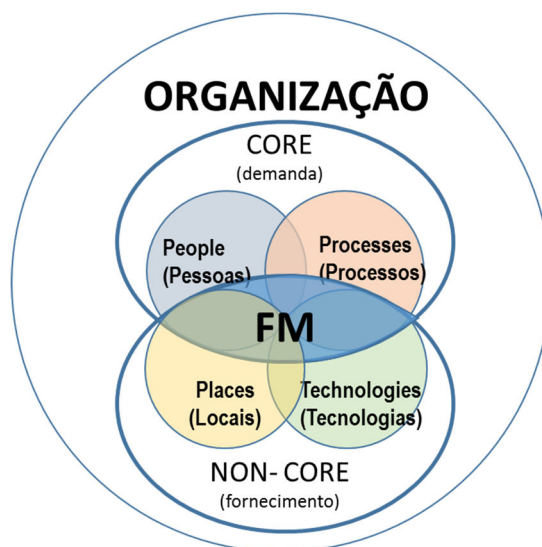 ORGANIZAÇÃO
CORE
(demanda)
People
(Pessoas)
Processes
(Processos)
FM
Places
(Locais)
Technologies
(Tecnologias)
NON- CORE
(fornecimento)